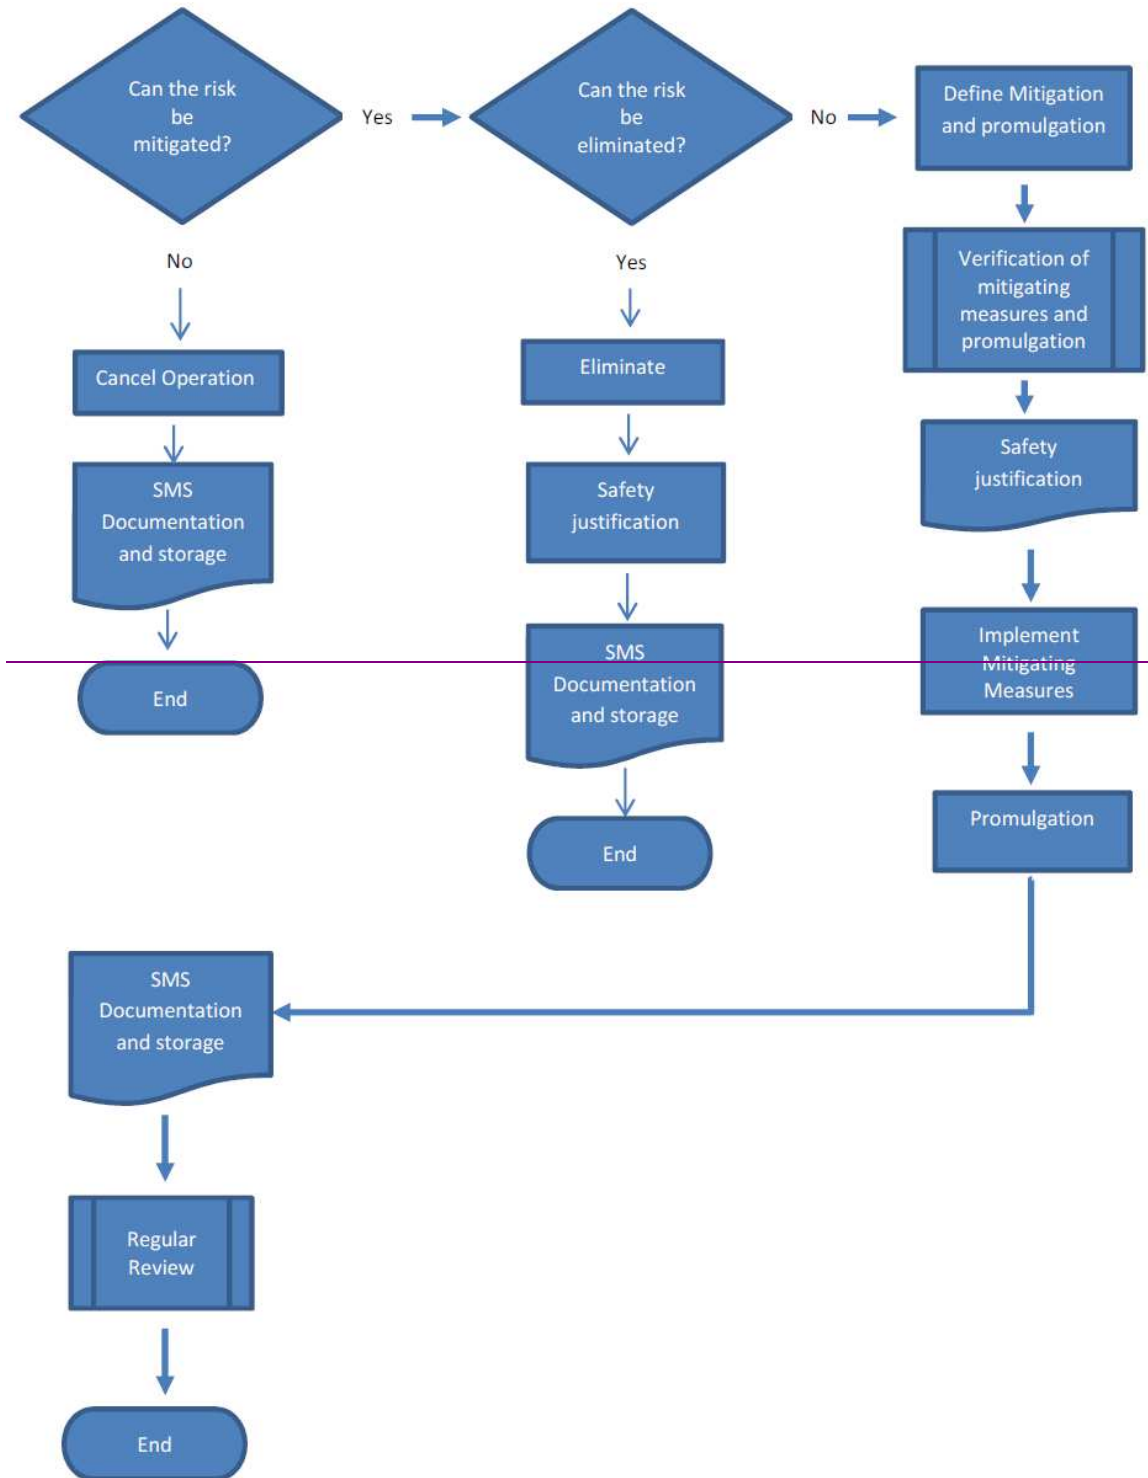 Can the risk
be
mitigated?
Yes
No
Cancel Operation
SMS
Documentation
and storage
End
Can the risk
be
eliminated?
No
Yes
Eliminate
Safety
justification
SMS
Documentation
and storage
End
Define Mitigation
and promulgation
Verification of
mitigating
measures and
promulgation
Safety
justification
Implement
Mitigating
Measures
Promulgation
SMS
Documentation
and storage
Regular
Review
End